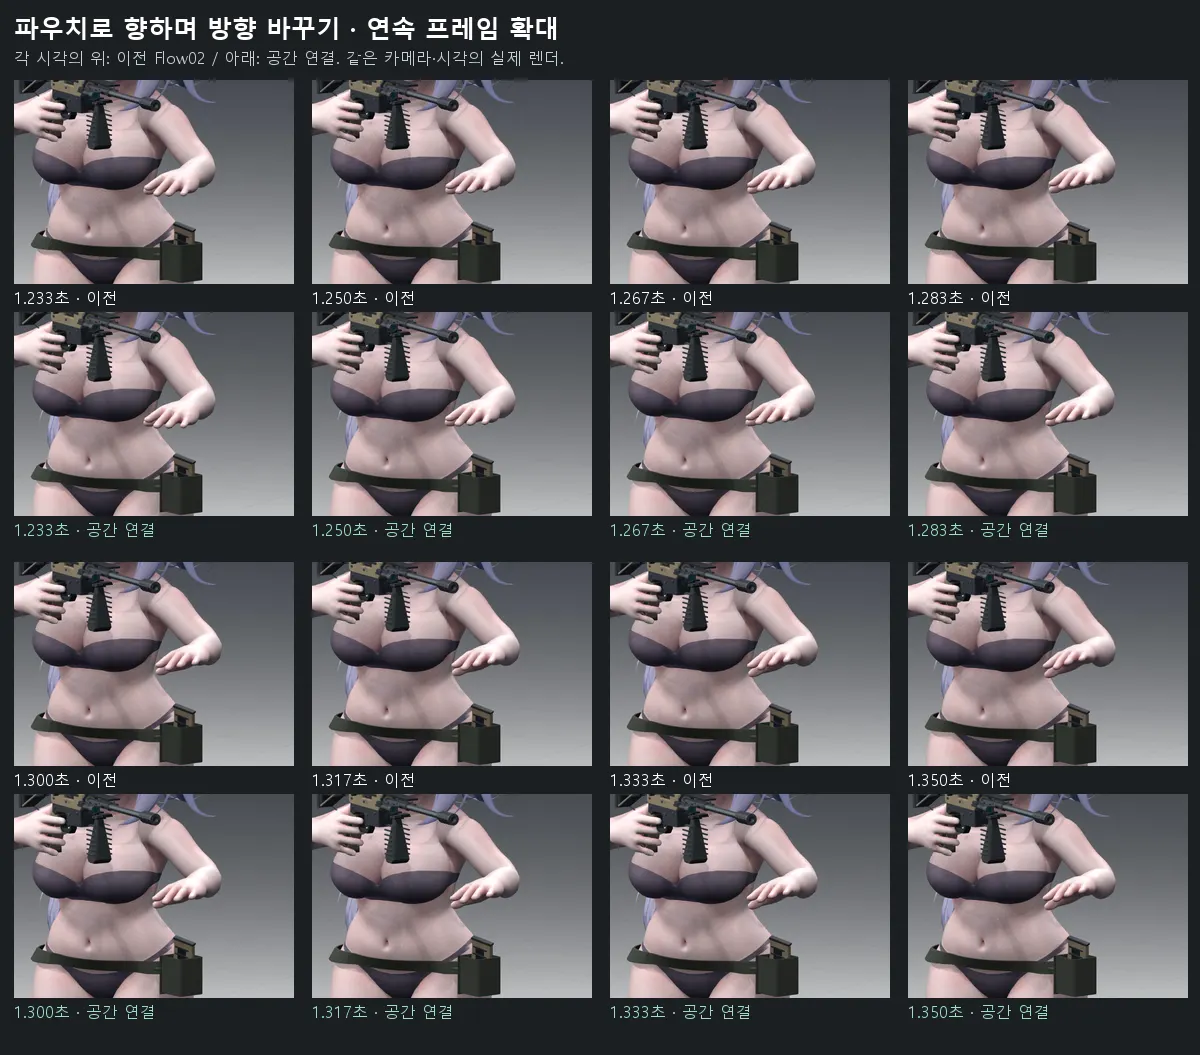 파우치로 향하며 방향 바꾸기 · 연속 프레임 확대
각 시각의 위: 이전 Flow02 / 아래: 공간 연결. 같은 카메라·시각의 실제 렌더.
1.233초 · 이전
1.250초 · 이전
1.267초 · 이전
1.283초 · 이전
1.233초 · 공간 연결
1.250초 · 공간 연결
1.267초 · 공간 연결
1.283초 · 공간 연결
1.300초 · 이전
1.317초 · 이전
1.333초 · 이전
1.350초 · 이전
1.300초 · 공간 연결
1.317초 · 공간 연결
1.333초 · 공간 연결
1.350초 · 공간 연결